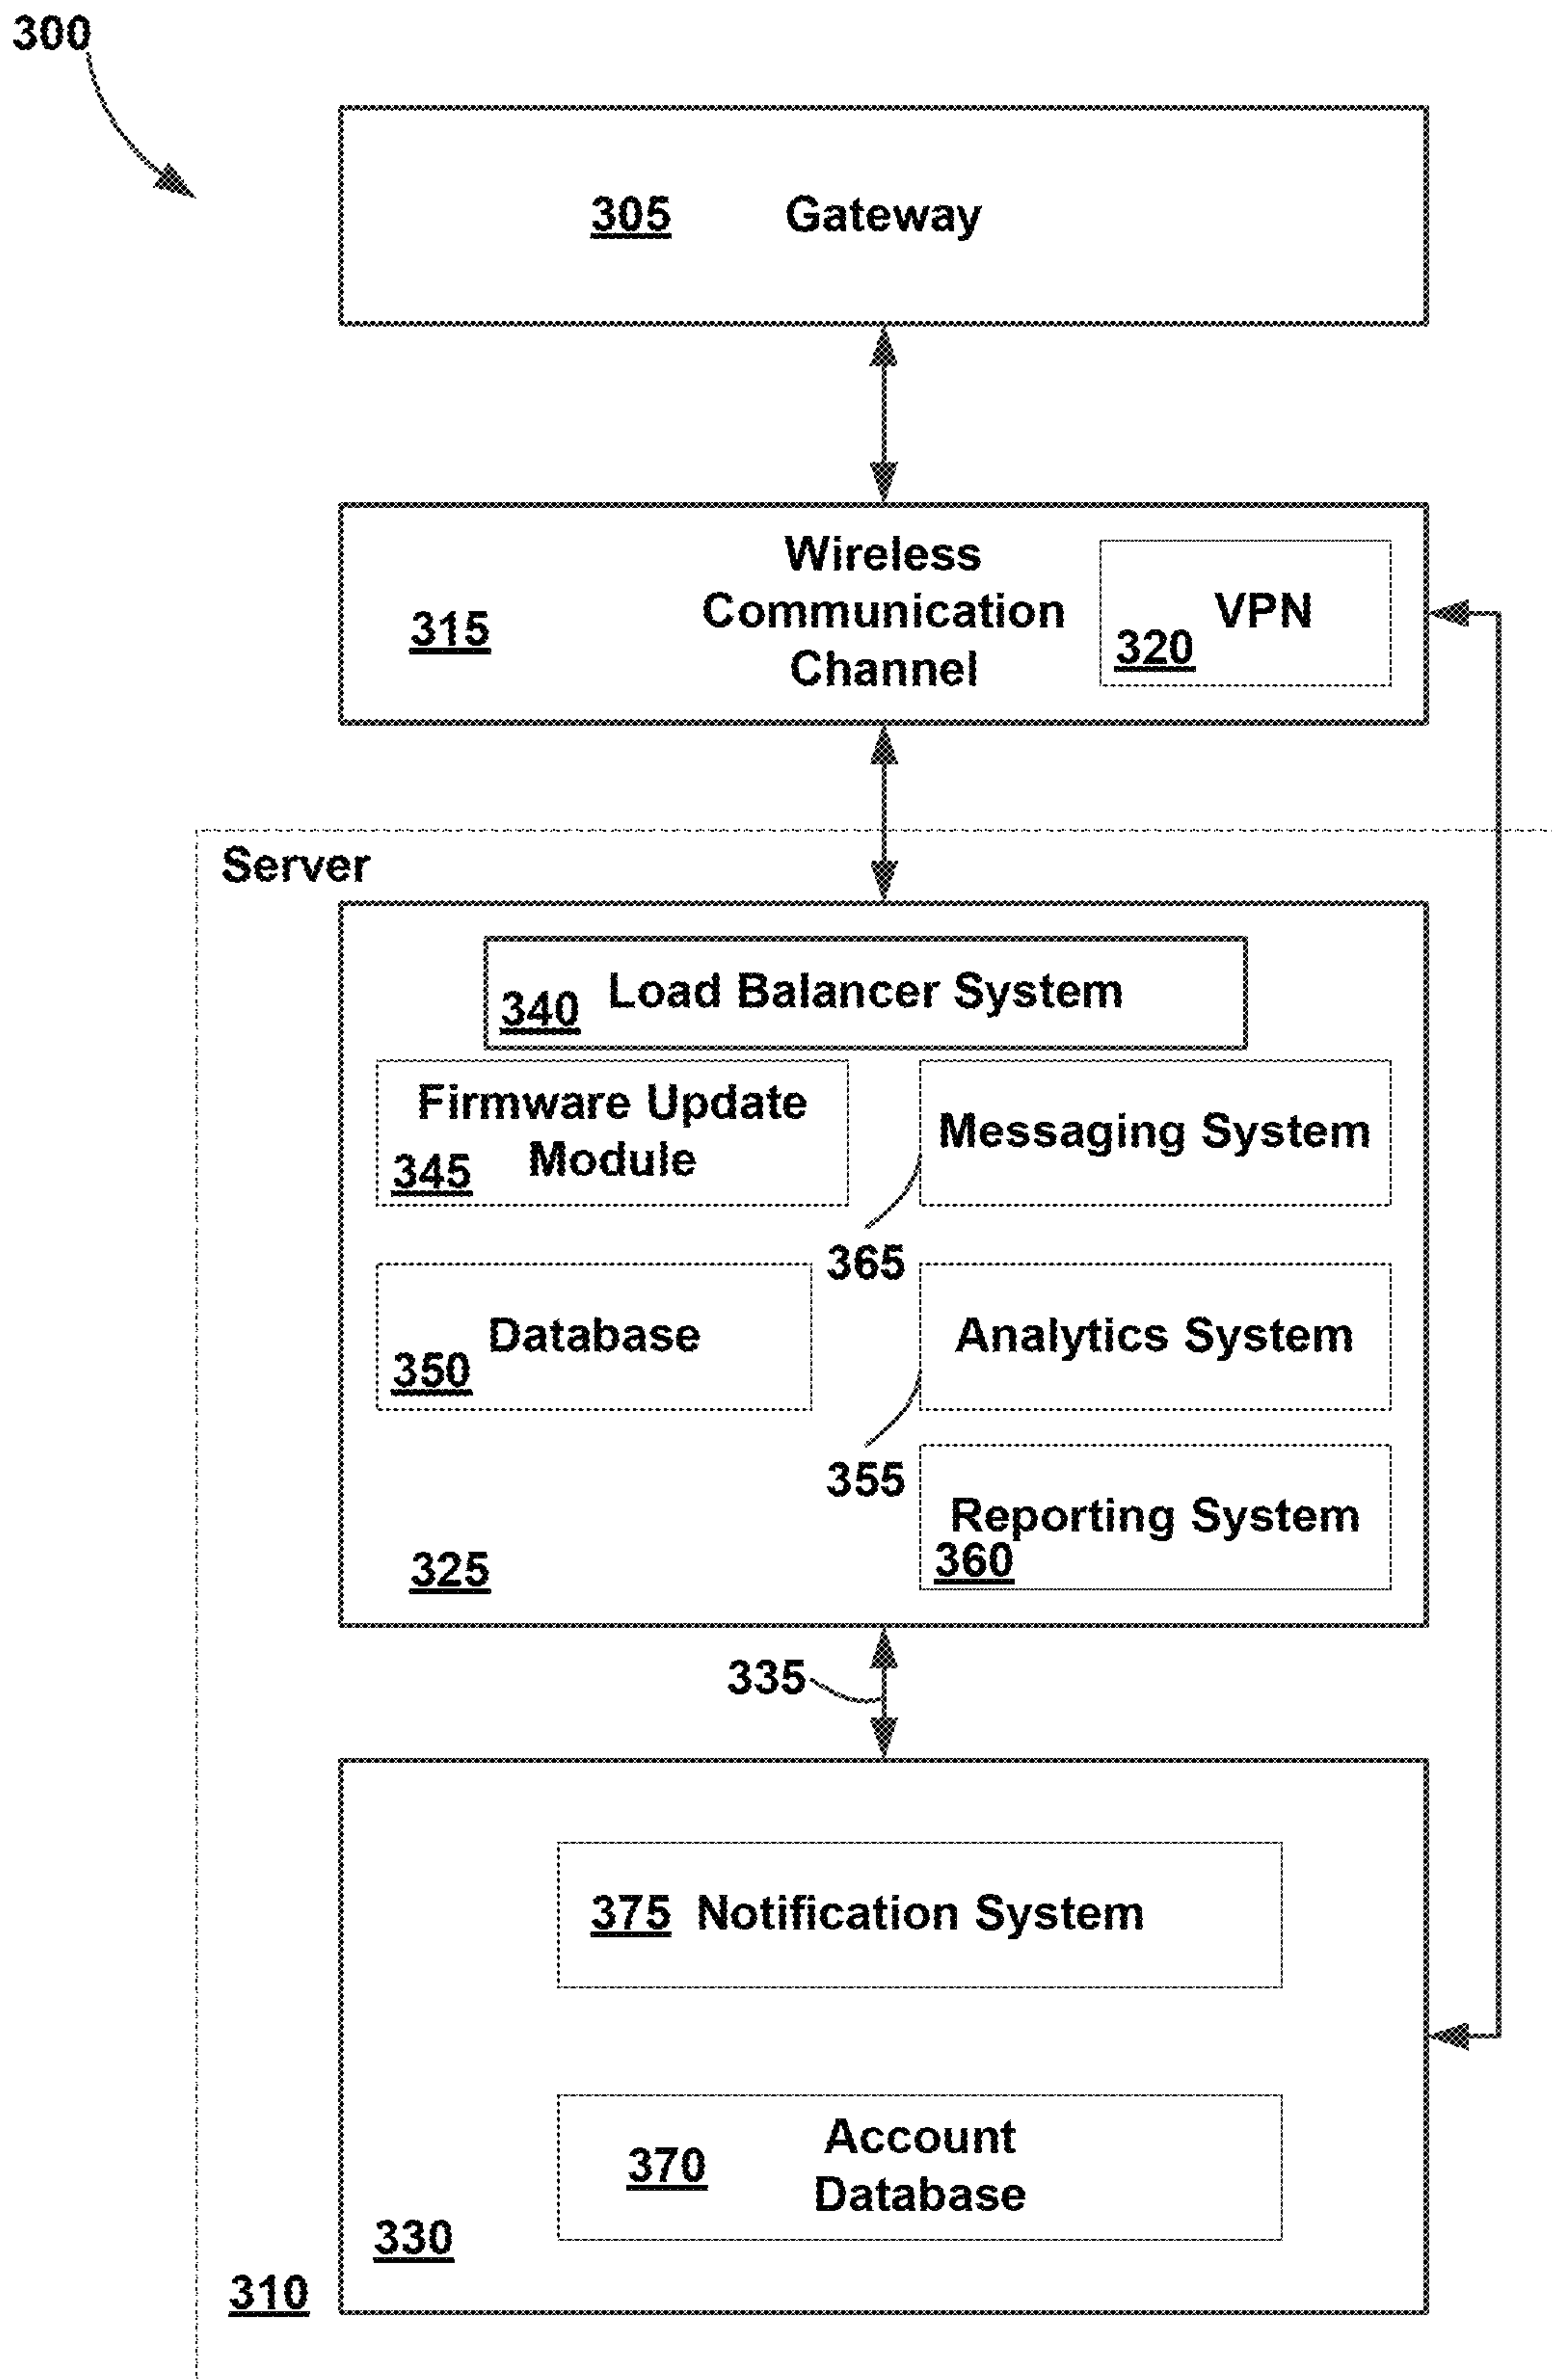 300
305 Gateway
Wireless
Communication
Channel
315
VPN
320
Server
Load Balancer System
340
Firmware Update
Module
345
Messaging System
365
Database
350
Analytics System
355
Reporting System
360
325
335
375 Notification System
Account
Database
370
330
310